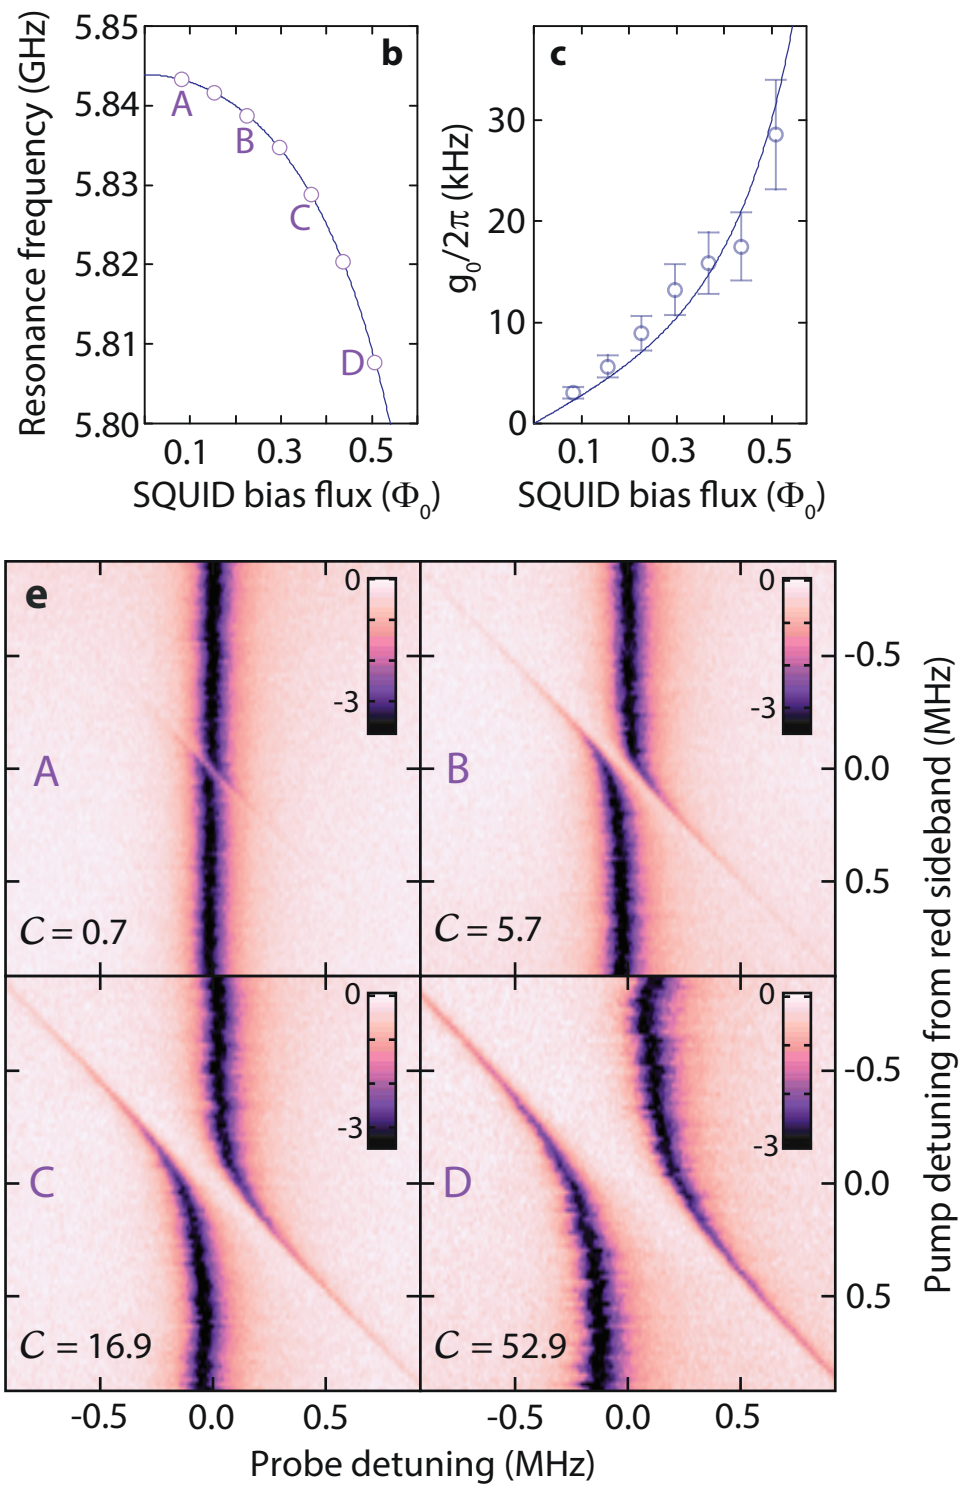 b
5.85
5.84
5.83
5.82
5.81
5.80
Resonance frequency (GHz)
A
B
C
D
0.1 0.3 0.5
SQUID bias flux (Φ₀)
c
30
20
10
0
g₀/2π (kHz)
0.1 0.3 0.5
SQUID bias flux (Φ₀)
e
0
-3
A
C = 0.7
0
-3
B
C = 5.7
-0.5
0.0
0.5
0
-3
C
C = 16.9
0
-3
D
C = 52.9
-0.5
0.0
0.5
Pump detuning from red sideband (MHz)
-0.5 0.0 0.5
-0.5 0.0 0.5
Probe detuning (MHz)